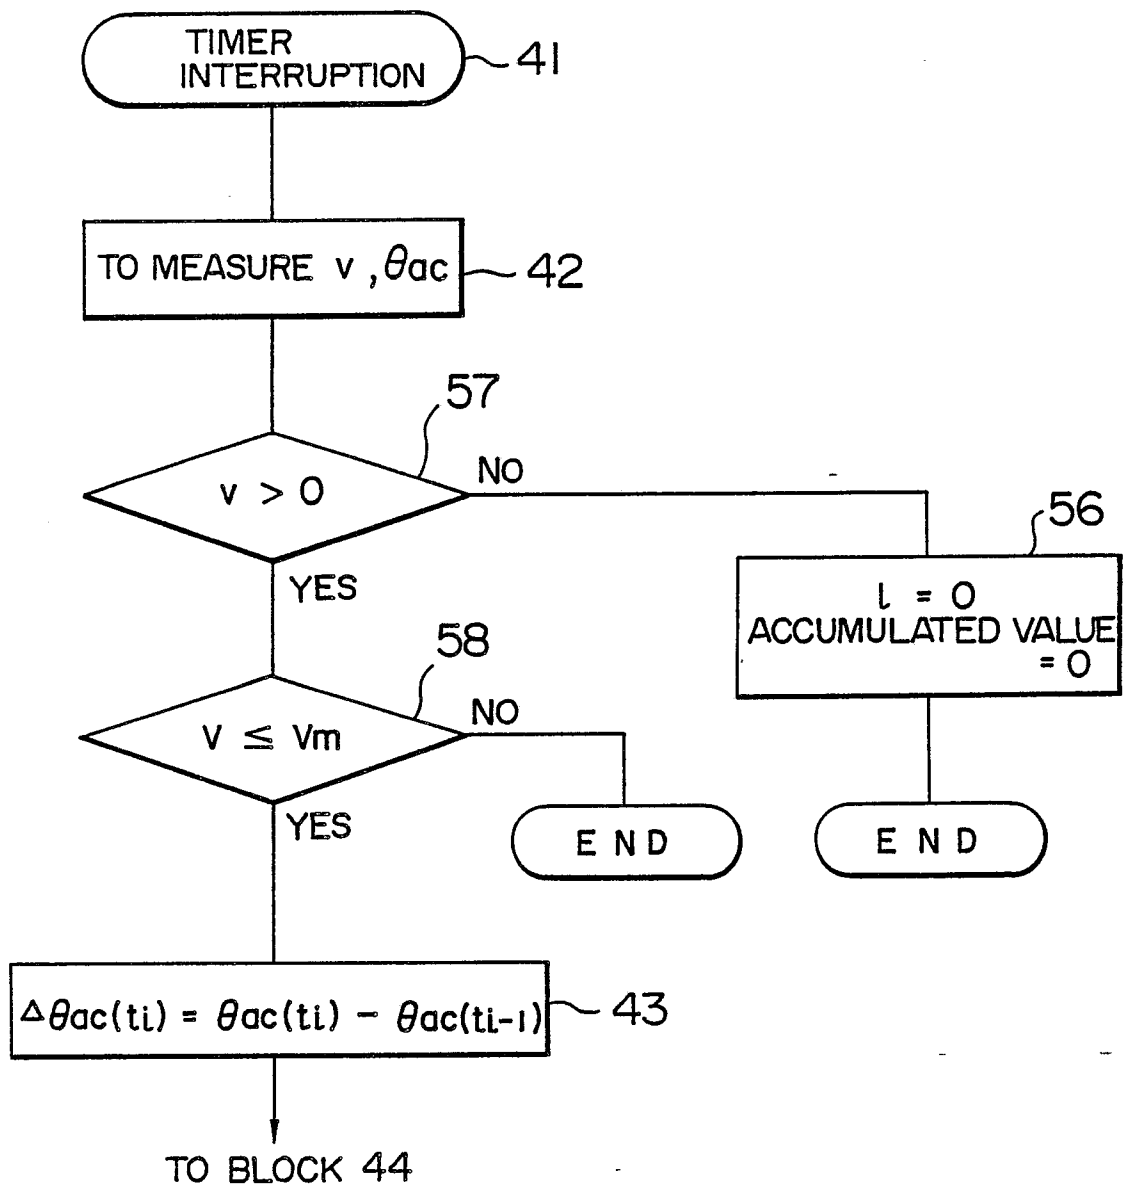 TIMER
INTERRUPTION
41
TO MEASURE v , θac
42
57
v > 0
NO
YES
56
l = 0
ACCUMULATED VALUE
= 0
58
V ≤ Vm
NO
YES
END
END
Δθac(ti) = θac(ti) - θac(ti-1)
43
TO BLOCK 44